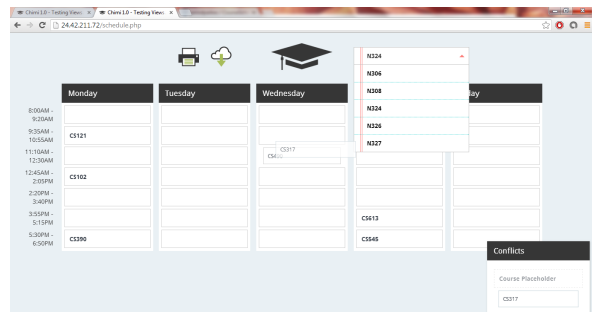 Chimi 1.0 - Testing Views
Chimi 1.0 - Testing Views
24.42.211.72/schedule.php
N324
N306
N308
N324
N326
N327
Monday
Tuesday
Wednesday
day
8:00AM -
9:20AM
9:35AM -
10:55AM
CS121
11:10AM -
12:30AM
CS317
12:45AM -
2:05PM
CS102
2:20PM -
3:40PM
3:55PM -
5:15PM
CS613
5:30PM -
6:50PM
CS390
CS545
Conflicts
Course Placeholder
CS317